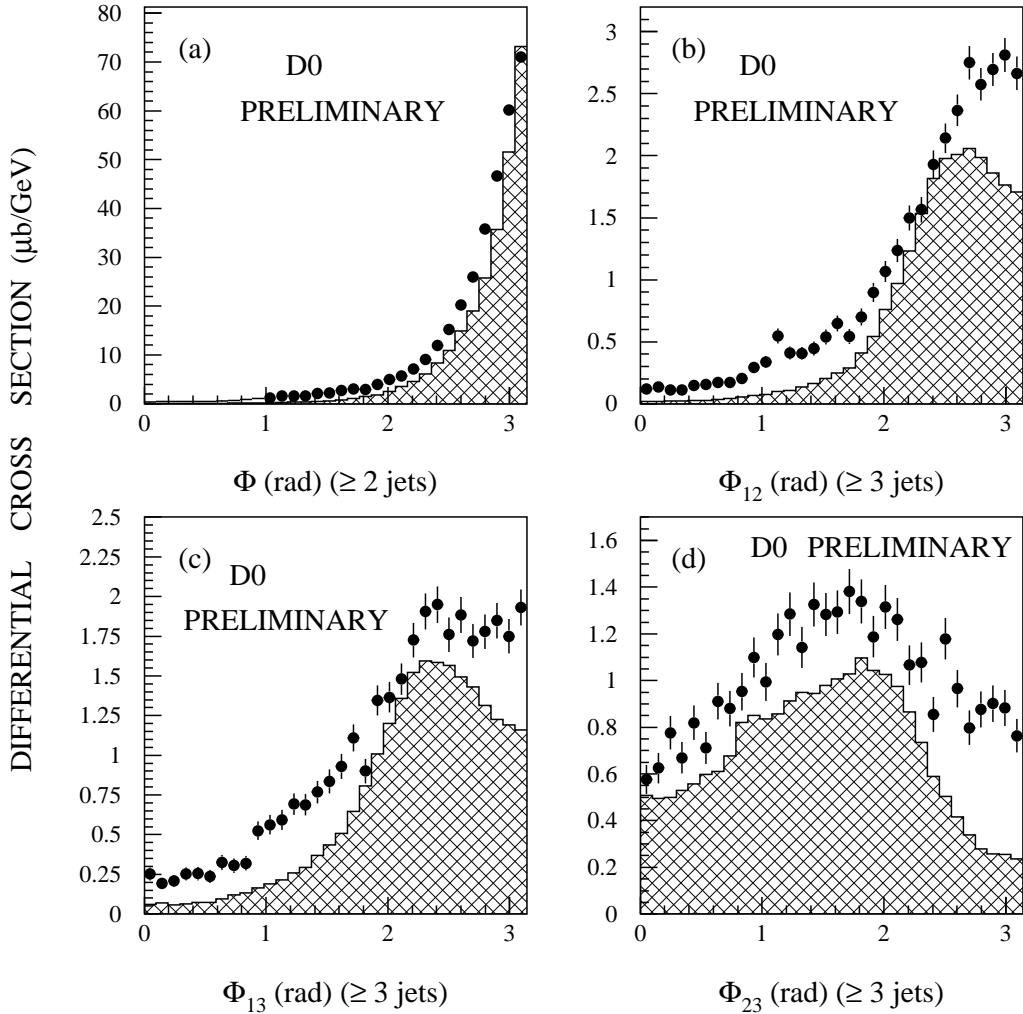 DIFFERENTIAL CROSS SECTION (μb/GeV)
(a)
D0
PRELIMINARY
80
70
60
50
40
30
20
10
0
0 1 2 3
Φ (rad) (≥ 2 jets)
(b)
D0
PRELIMINARY
3
2.5
2
1.5
1
0.5
0
0 1 2 3
Φ12 (rad) (≥ 3 jets)
(c)
D0
PRELIMINARY
2.5
2.25
2
1.75
1.5
1.25
1
0.75
0.5
0.25
0
0 1 2 3
Φ13 (rad) (≥ 3 jets)
(d) D0 PRELIMINARY
1.6
1.4
1.2
1
0.8
0.6
0.4
0.2
0
0 1 2 3
Φ23 (rad) (≥ 3 jets)